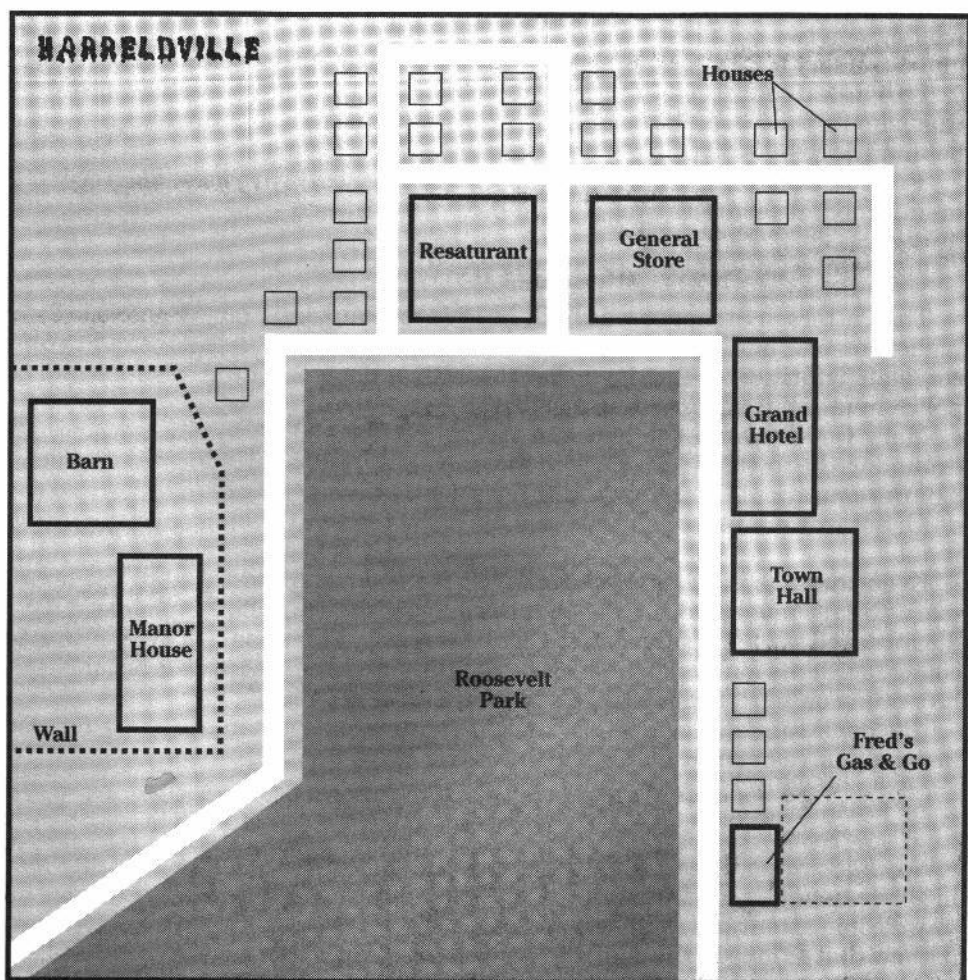 HARRELDVILLE
Houses
Resaturant
General
Store
Grand
Hotel
Barn
Town
Hall
Manor
House
Roosevelt
Park
Wall
Fred's
Gas & Go